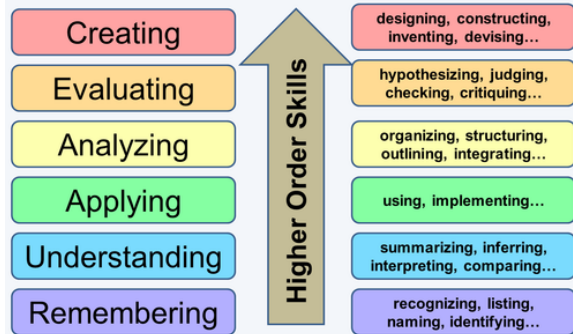 Creating
designing, constructing,
inventing, devising...
Evaluating
hypothesizing, judging,
checking, critiquing...
Analyzing
organizing, structuring,
outlining, integrating...
Applying
using, implementing...
Understanding
summarizing, inferring,
interpreting, comparing...
Remembering
recognizing, listing,
naming, identifying...
Higher Order Skills